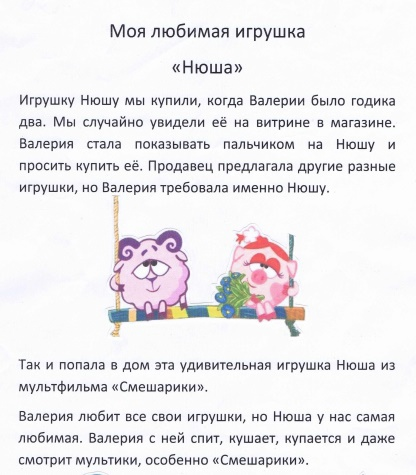 Моя любимая игрушка
«Нюша»
Игрушку Нюшу мы купили, когда Валерии было годика
два. Мы случайно увидели её на витрине в магазине.
Валерия стала показывать пальчиком на Нюшу и
просить купить её. Продавец предлагала другие разные
игрушки, но Валерия требовала именно Нюшу.
Так и попала в дом эта удивительная игрушка Нюша из
мультфильма «Смешарики».
Валерия любит все свои игрушки, но Нюша у нас самая
любимая. Валерия с ней спит, кушает, купается и даже
смотрит мультики, особенно «Смешарики».